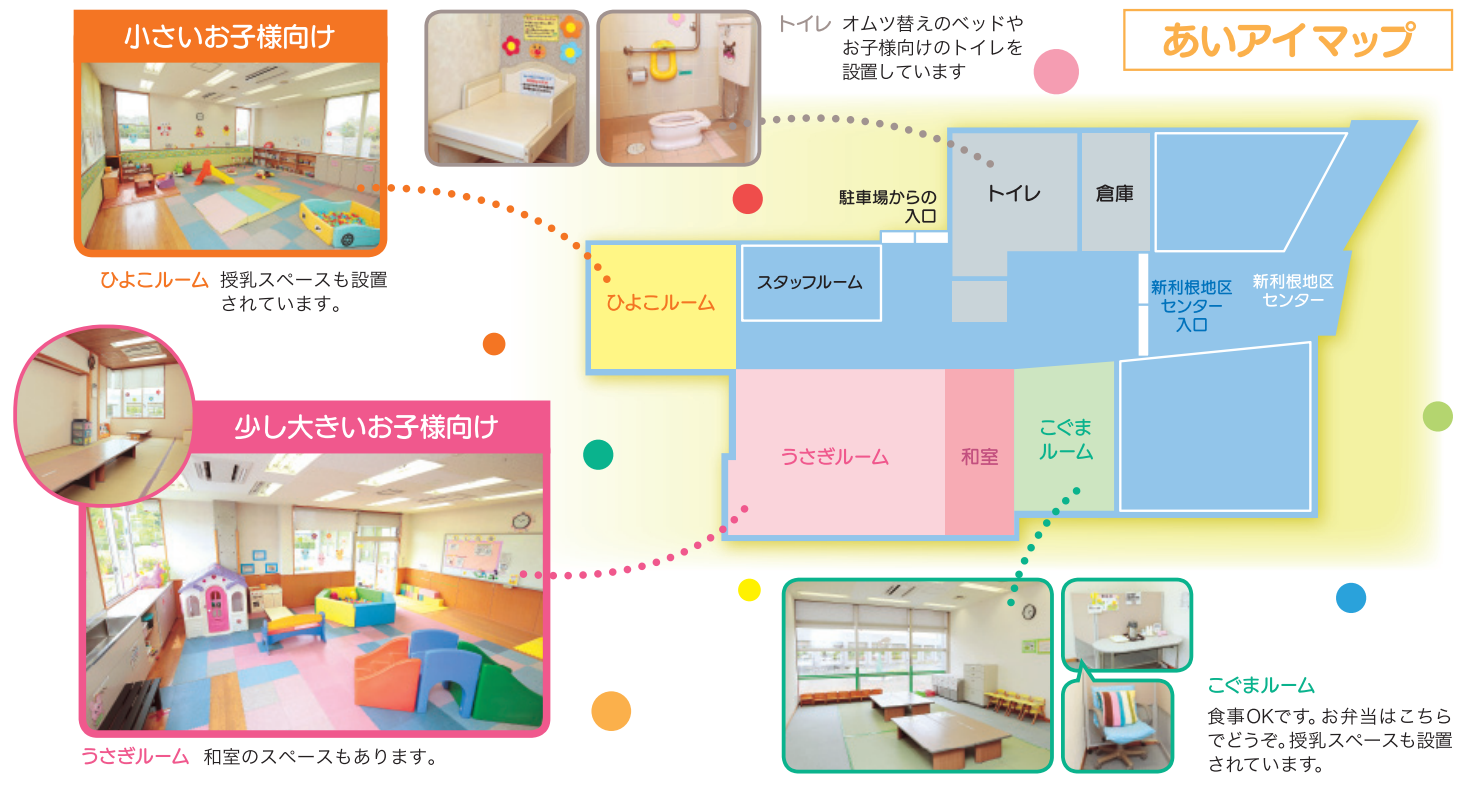 小さいお子様向け
トイレ オムツ替えのベッドや
お子様向けのトイレを
設置しています
あいアイマップ
ひよこルーム 授乳スペースも設置
されています。
駐車場からの
入口
トイレ
倉庫
ひよこルーム
スタッフルーム
新利根地区
センター
入口
新利根地区
センター
少し大きいお子様向け
うさぎルーム
和室
こぐま
ルーム
うさぎルーム 和室のスペースもあります。
こぐまルーム
食事OKです。お弁当はこちら
でどうぞ。授乳スペースも設置
されています。